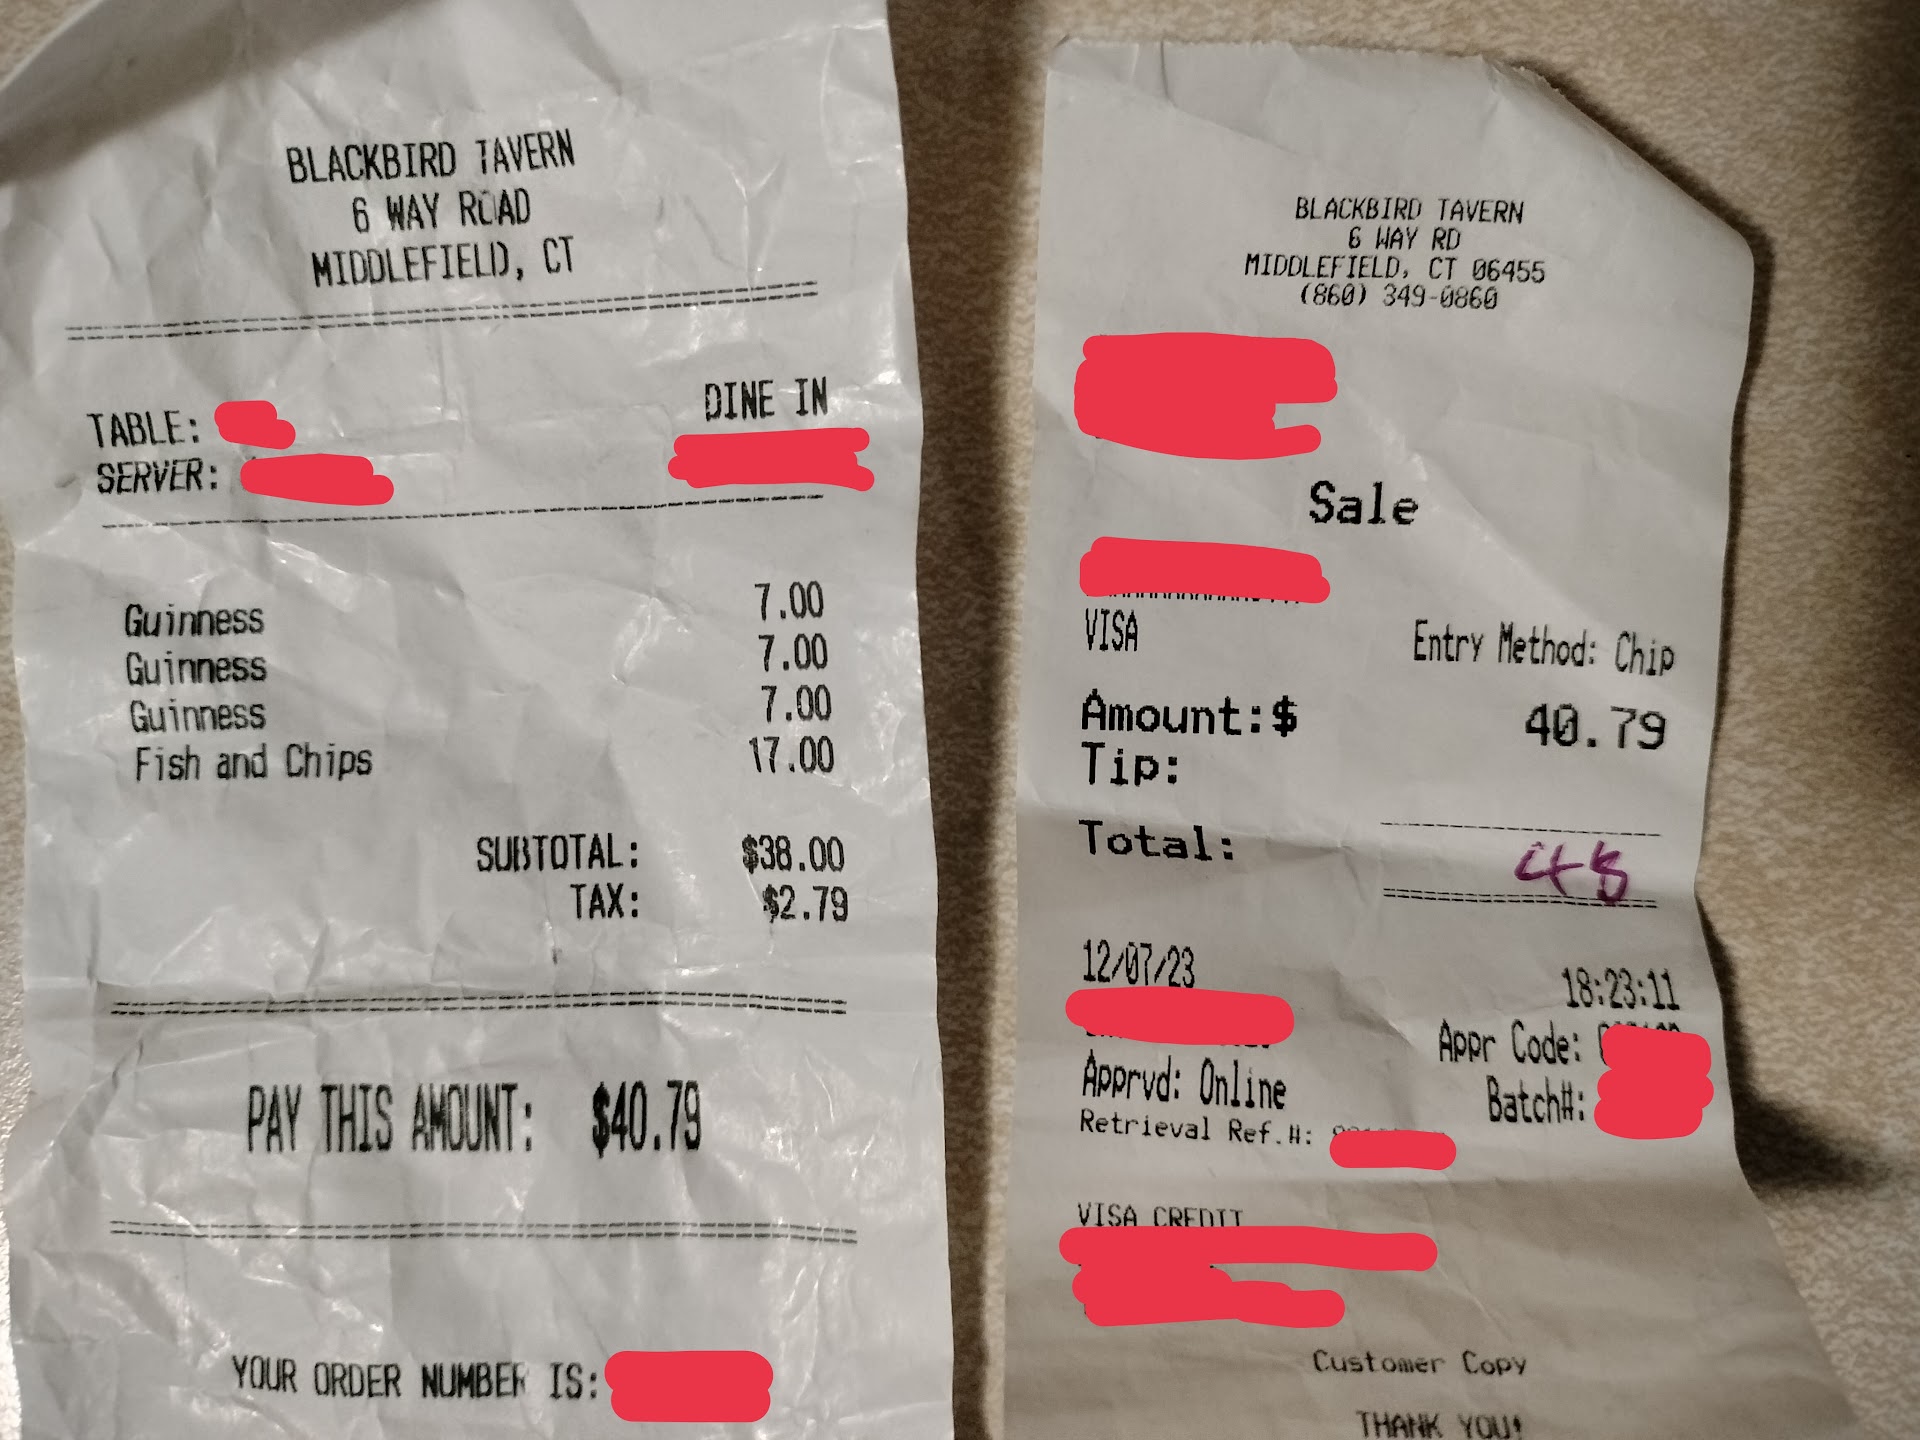 BLACKBIRD TAVERN
6 WAY ROAD
MIDDLEFIELD, CT
DINE IN
TABLE:
SERVER:
Guinness 7.00
Guinness 7.00
Guinness 7.00
Fish and Chips 17.00
SUBTOTAL: $38.00
TAX: $2.79
PAY THIS AMOUNT: $40.79
YOUR ORDER NUMBER IS:
BLACKBIRD TAVERN
6 WAY RD
MIDDLEFIELD, CT 06455
(860) 349-0860
Sale
VISA Entry Method: Chip
Amount:$ 40.79
Tip:
Total: 48
12/07/23 18:23:11
Appr Code:
Apprvd: Online Batch#:
Retrieval Ref.#:
VISA CREDIT
Customer Copy
THANK YOU!